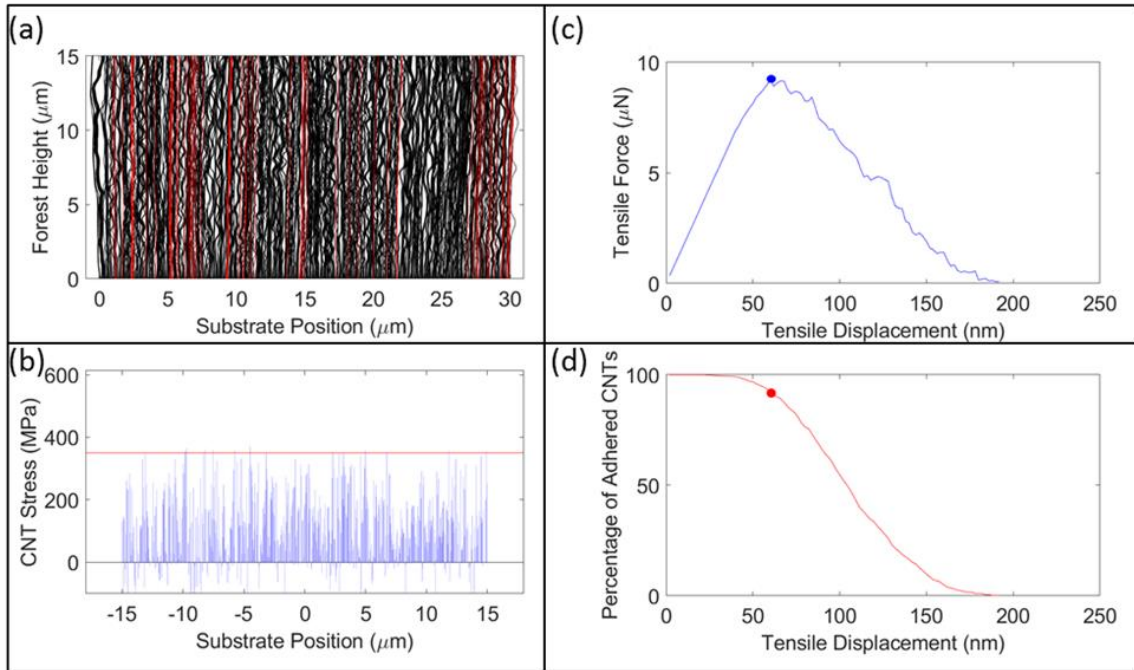 (a)
15
10
5
0
Forest Height (μm)
0 5 10 15 20 25 30
Substrate Position (μm)
(b)
600
400
200
0
CNT Stress (MPa)
-15 -10 -5 0 5 10 15
Substrate Position (μm)
(c)
10
5
0
Tensile Force (μN)
0 50 100 150 200 250
Tensile Displacement (nm)
(d)
100
50
0
Percentage of Adhered CNTs
0 50 100 150 200 250
Tensile Displacement (nm)